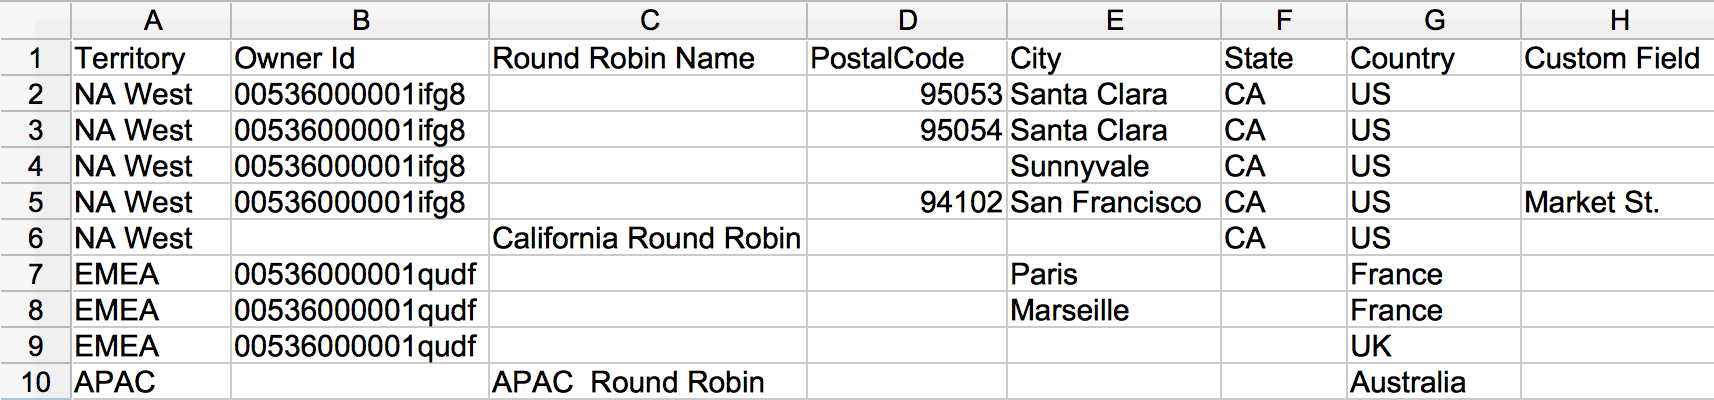 A B C D E F G H
1 Territory Owner Id Round Robin Name PostalCode City State Country Custom Field
2 NA West 00536000001ifg8 95053 Santa Clara CA US
3 NA West 00536000001ifg8 95054 Santa Clara CA US
4 NA West 00536000001ifg8 Sunnyvale CA US
5 NA West 00536000001ifg8 94102 San Francisco CA US Market St.
6 NA West California Round Robin CA US
7 EMEA 00536000001qudf Paris France
8 EMEA 00536000001qudf Marseille France
9 EMEA 00536000001qudf UK
10 APAC APAC  Round Robin Australia